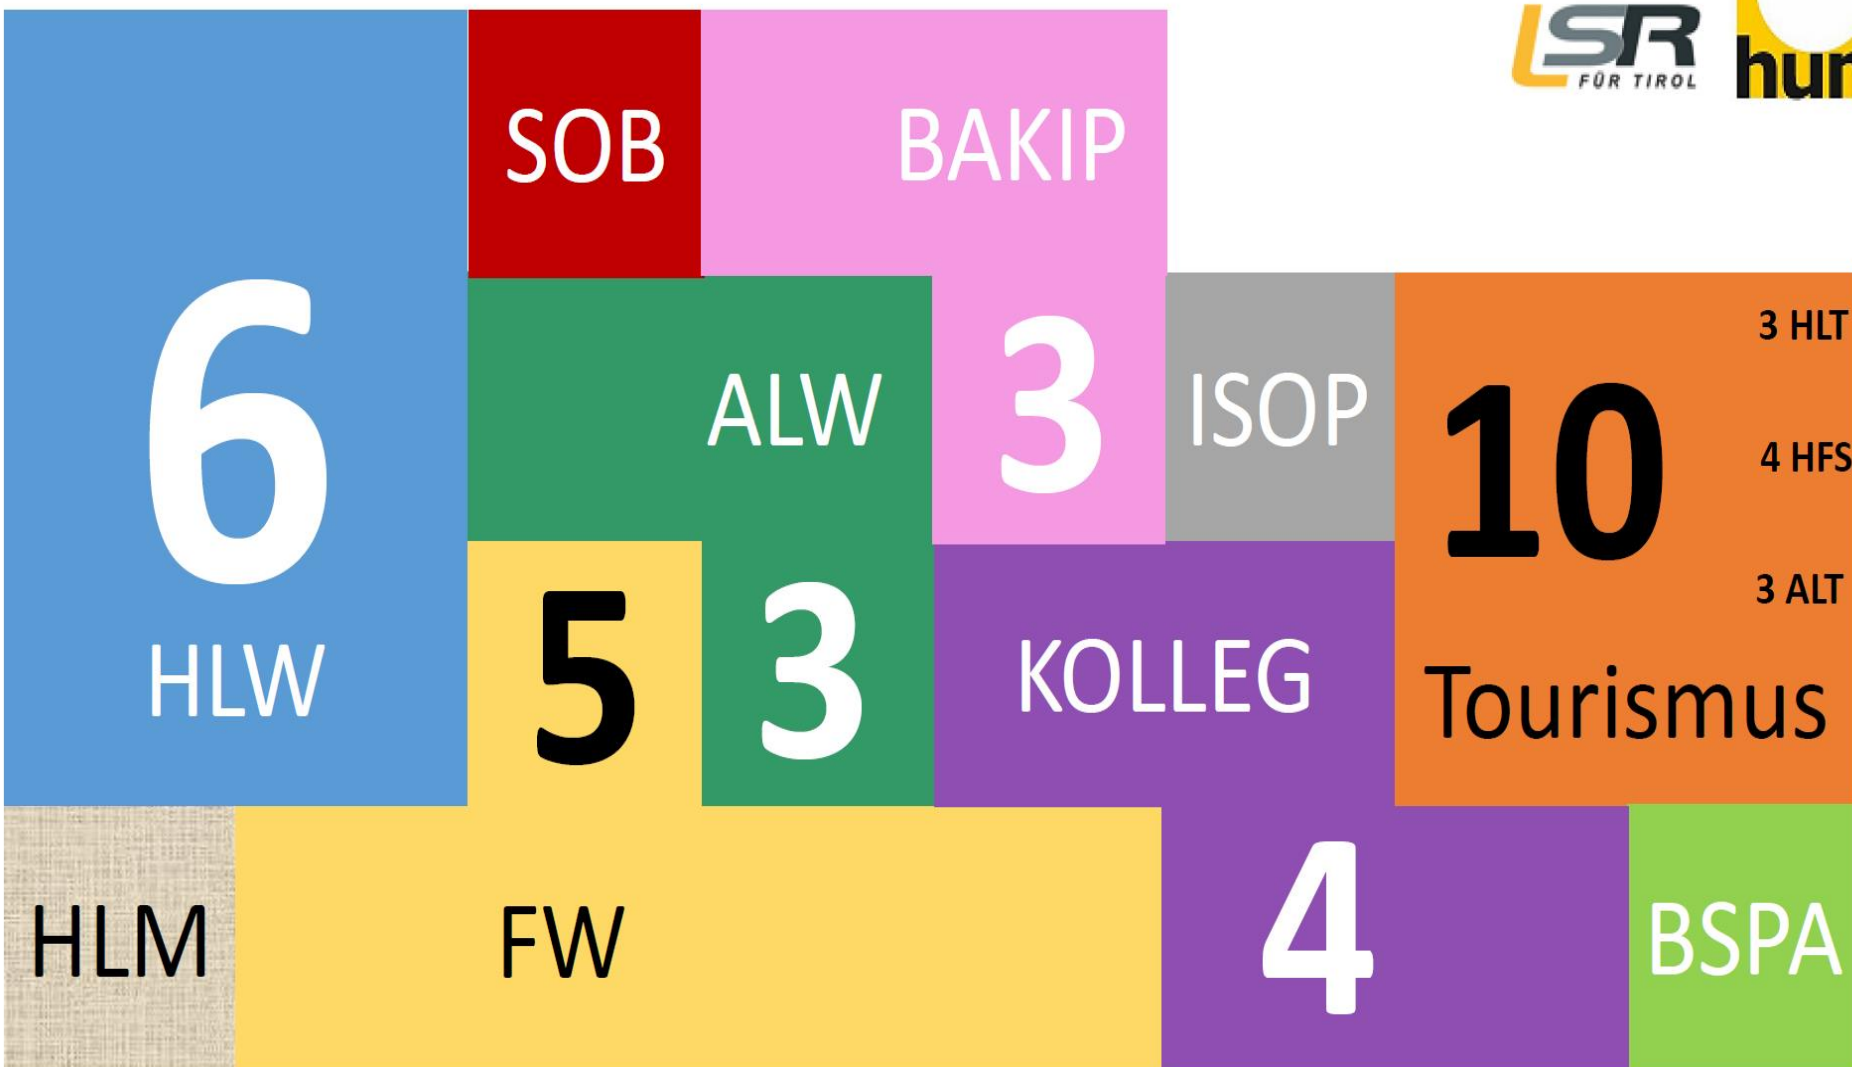 LSR
FÜR TIROL
hum
SOB
BAKIP
6
HLW
ALW
3
3
ISOP
10
3 HLT
4 HFS
3 ALT
Tourismus
5
KOLLEG
4
HLM
FW
BSPA